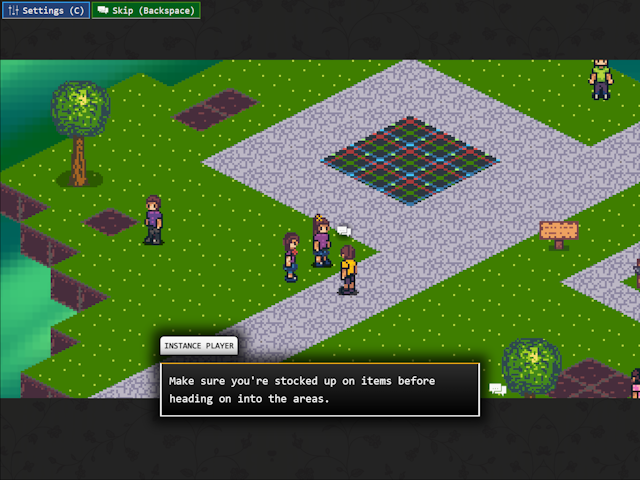 Settings (C)
Skip (Backspace)
INSTANCE PLAYER
Make sure you're stocked up on items before
heading on into the areas.